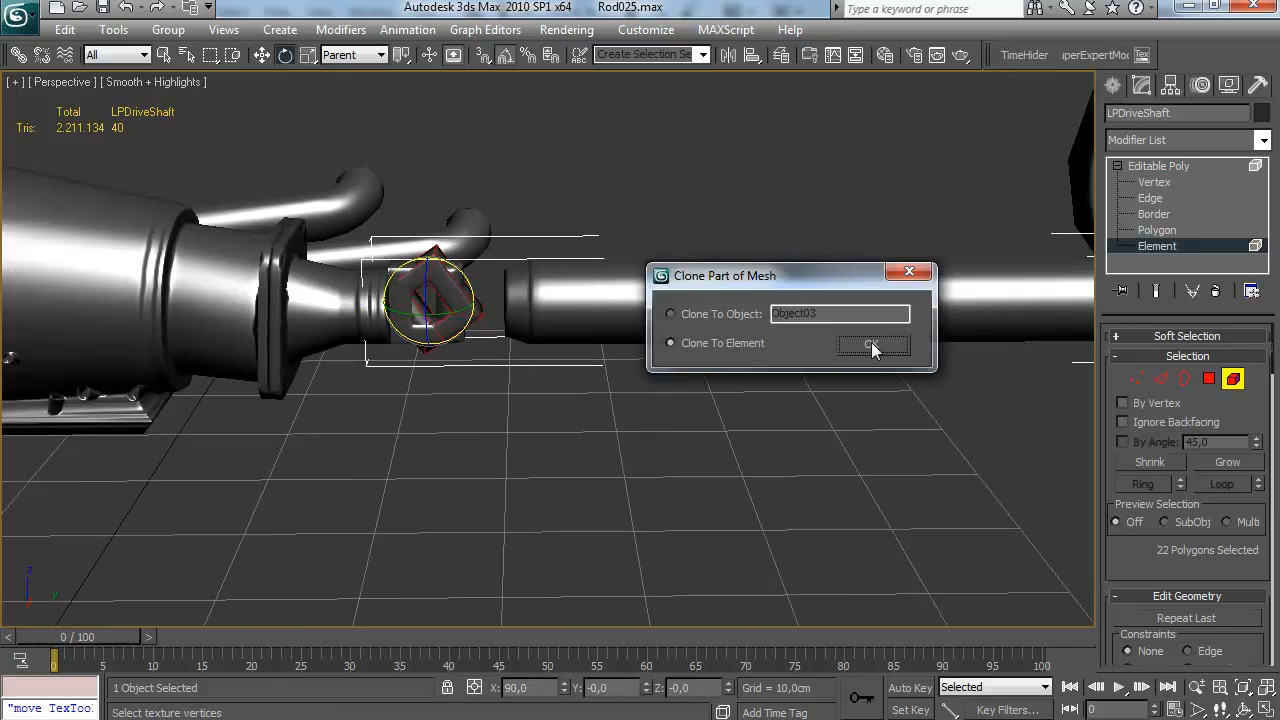 Autodesk 3ds Max 2010 SP1 x64 Rod025.max
Type a keyword or phrase
Edit Tools Group Views Create Modifiers Animation Graph Editors Rendering Customize MAXScript Help
All
Parent
Create Selection Se
TimeHider
uperExpertMod
Tex
[ + ] [ Perspective ] [ Smooth + Highlights ]
Total LPDriveShaft
Tris: 2.211.134 40
LPDriveShaft
Modifier List
Editable Poly
Vertex
Edge
Border
Polygon
Element
Clone Part of Mesh
Clone To Object: Object03
Clone To Element
OK
Soft Selection
Selection
By Vertex
Ignore Backfacing
By Angle: 45,0
Shrink Grow
Ring Loop
Preview Selection
Off SubObj Multi
22 Polygons Selected
Edit Geometry
Repeat Last
Constraints
None Edge
z
y
< 0 / 100 >
0 5 10 15 20 25 30 35 40 45 50 55 60 65 70 75 80 85 90 95 100
1 Object Selected
X: 90,0 Y: -0,0 Z: -0,0
Grid = 10,0cm
Auto Key Selected
"move TexToo
Select texture vertices
Add Time Tag
Set Key Key Filters...
0